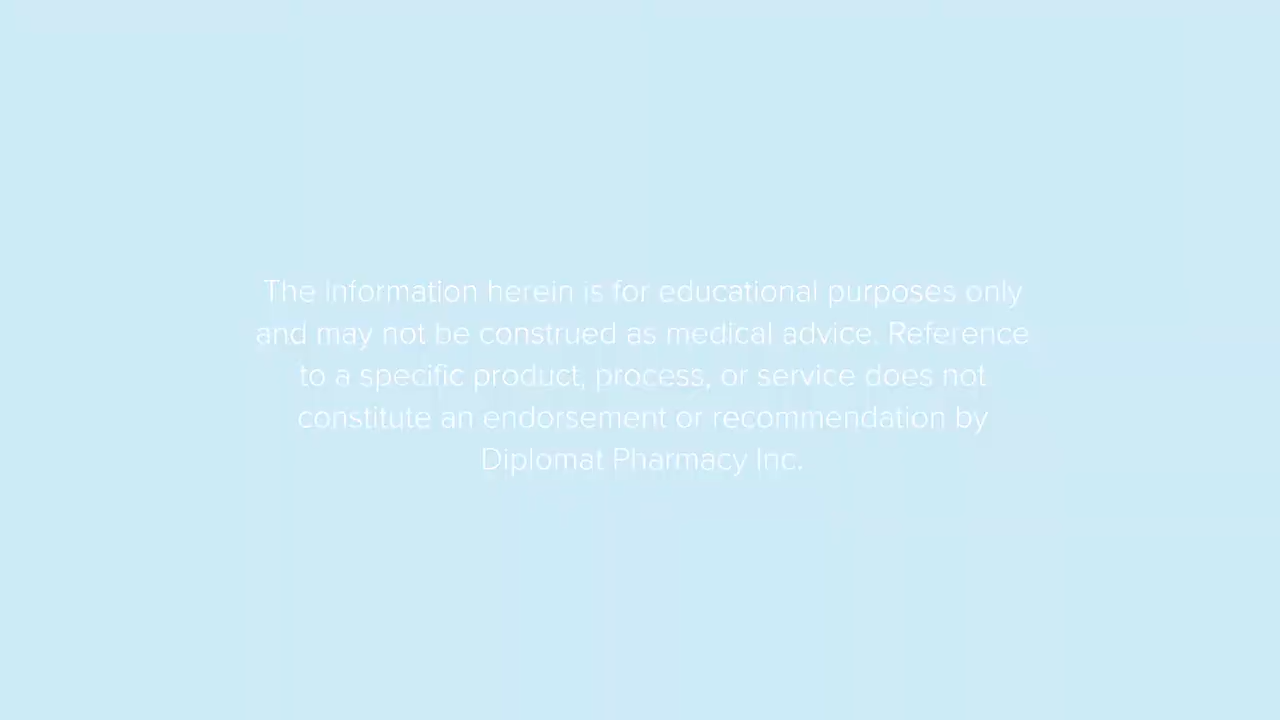 The Information herein is for educational purposes only
and may not be construed as medical advice. Reference
to a specific product, process, or service does not
constitute an endorsement or recommendation by
Diplomat Pharmacy Inc.